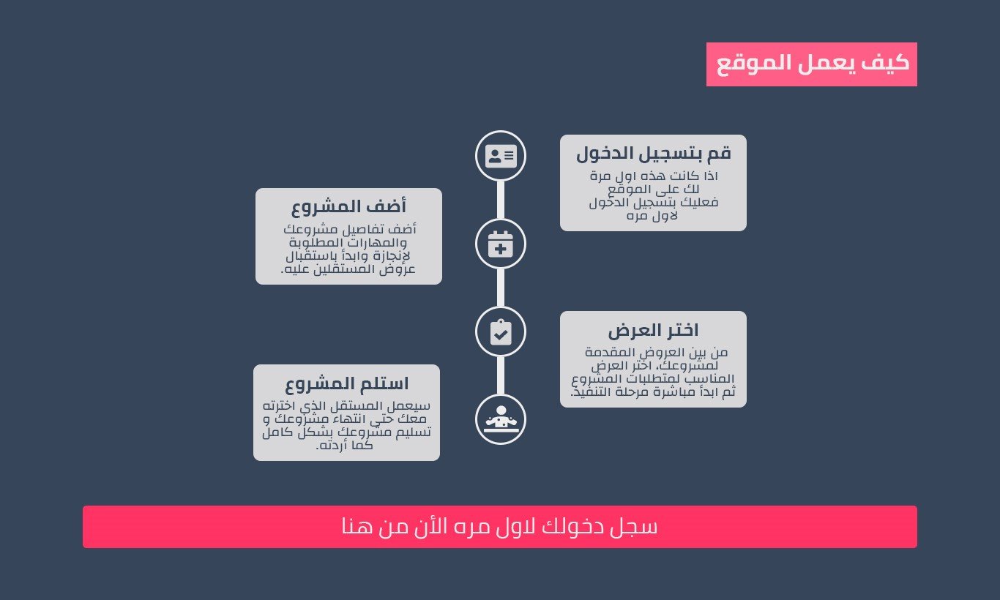 كيف يعمل الموقع
قم بتسجيل الدخول
اذا كانت هذه اول مرة
لك على الموقع
فعليك بتسجيل الدخول
لاول مره
أضف المشروع
أضف تفاصيل مشروعك
والمهارات المطلوبة
لإنجازة وابدأ باستقبال
عروض المستقلين عليه.
اختر العرض
من بين العروض المقدمة
لمشروعك، اختر العرض
المناسب لمتطلبات المشروع
ثم ابدأ مباشرة مرحلة التنفيذ.
استلم المشروع
سيعمل المستقل الذي اخترته
معك حتى انتهاء مشروعك و
تسليم مشروعك بشكل كامل
كما أردته.
سجل دخولك لاول مره الأن من هنا